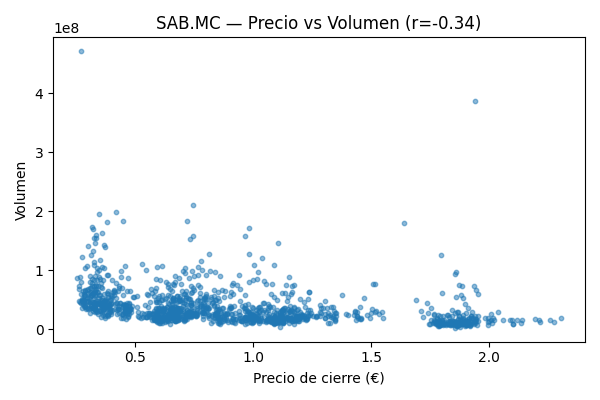 SAB.MC — Precio vs Volumen (r=-0.34)
1e8
4
3
2
1
0
Volumen
0.5 1.0 1.5 2.0
Precio de cierre (€)